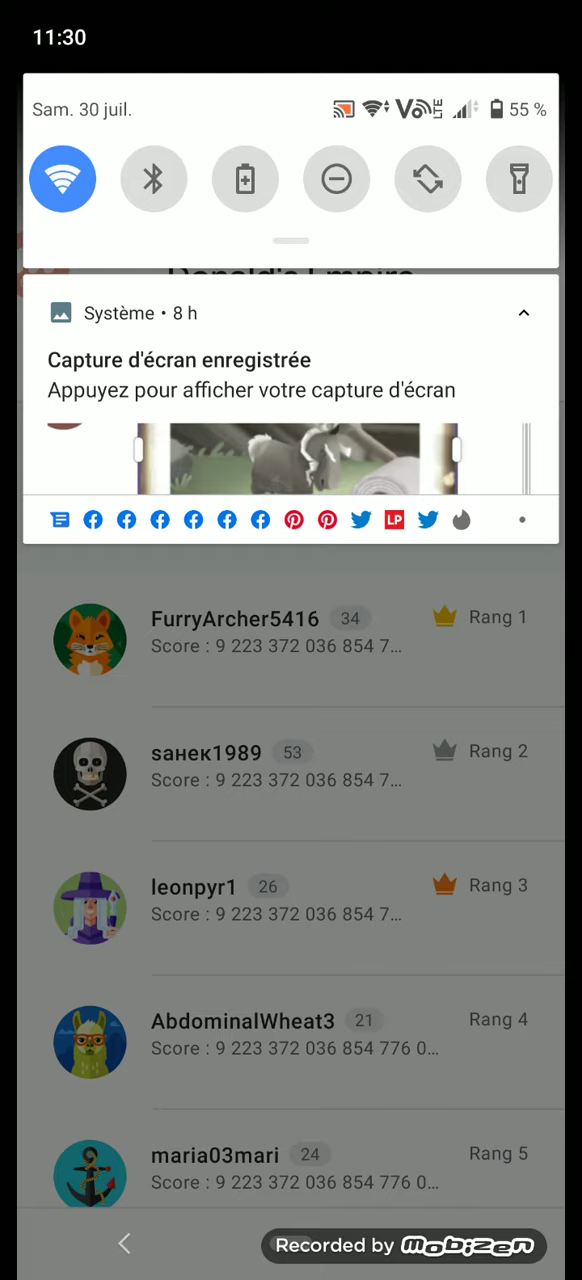 11:30
Sam. 30 juil.
Vo LTE
55 %
Système • 8 h
Capture d'écran enregistrée
Appuyez pour afficher votre capture d'écran
LP
FurryArcher5416 34 Rang 1
Score : 9 223 372 036 854 7...
saнeк1989 53 Rang 2
Score : 9 223 372 036 854 7...
leonpyr1 26 Rang 3
Score : 9 223 372 036 854 7...
AbdominalWheat3 21 Rang 4
Score : 9 223 372 036 854 776 0...
maria03mari 24 Rang 5
Score : 9 223 372 036 854 776 0...
Recorded by Mobizen